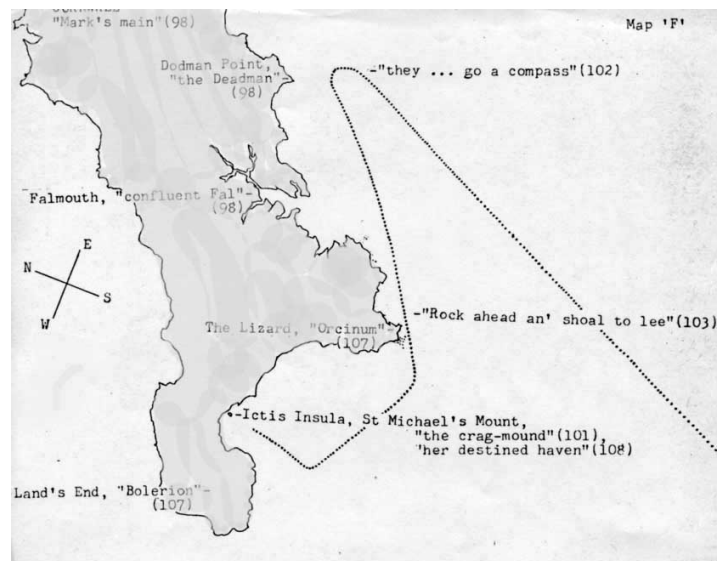 "Mark's main"(98)
Map 'F'
Dodman Point,
"the Deadman"-
(98)
-"they ... go a compass"(102)
Falmouth, "confluent Fal"-
(98)
E
N
S
W
-"Rock ahead an' shoal to lee"(103)
The Lizard, "Orcinum"-
(107)
-Ictis Insula, St Michael's Mount,
"the crag-mound"(101),
"her destined haven"(108)
Land's End, "Bolerion"-
(107)